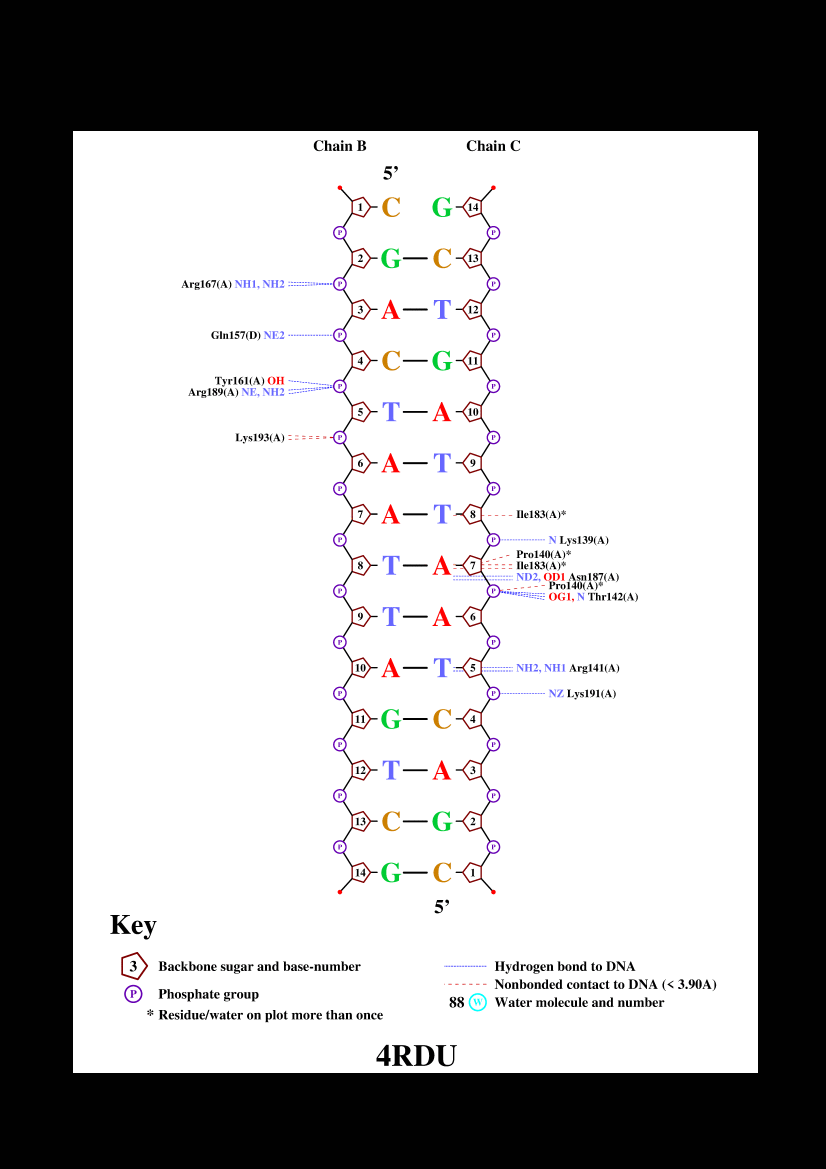 Chain B Chain C
5’
1 C G 14
P P
2 G C 13
Arg167(A) NH1, NH2 P P
3 A T 12
Gln157(D) NE2 P P
4 C G 11
Tyr161(A) OH
P P
Arg189(A) NE, NH2
5 T A 10
Lys193(A) P P
6 A T 9
P P
7 A T 8 Ile183(A)*
P P N Lys139(A)
Pro140(A)*
8 T A 7 Ile183(A)*
ND2, OD1 Asn187(A)
Pro140(A)*
P P
OG1, N Thr142(A)
9 T A 6
P P
10 A T 5 NH2, NH1 Arg141(A)
P P NZ Lys191(A)
11 G C 4
P P
12 T A 3
P P
13 C G 2
P P
14 G C 1
5’
Key
3 Backbone sugar and base-number
P Phosphate group
* Residue/water on plot more than once
Hydrogen bond to DNA
Nonbonded contact to DNA (< 3.90A)
88 W Water molecule and number
4RDU